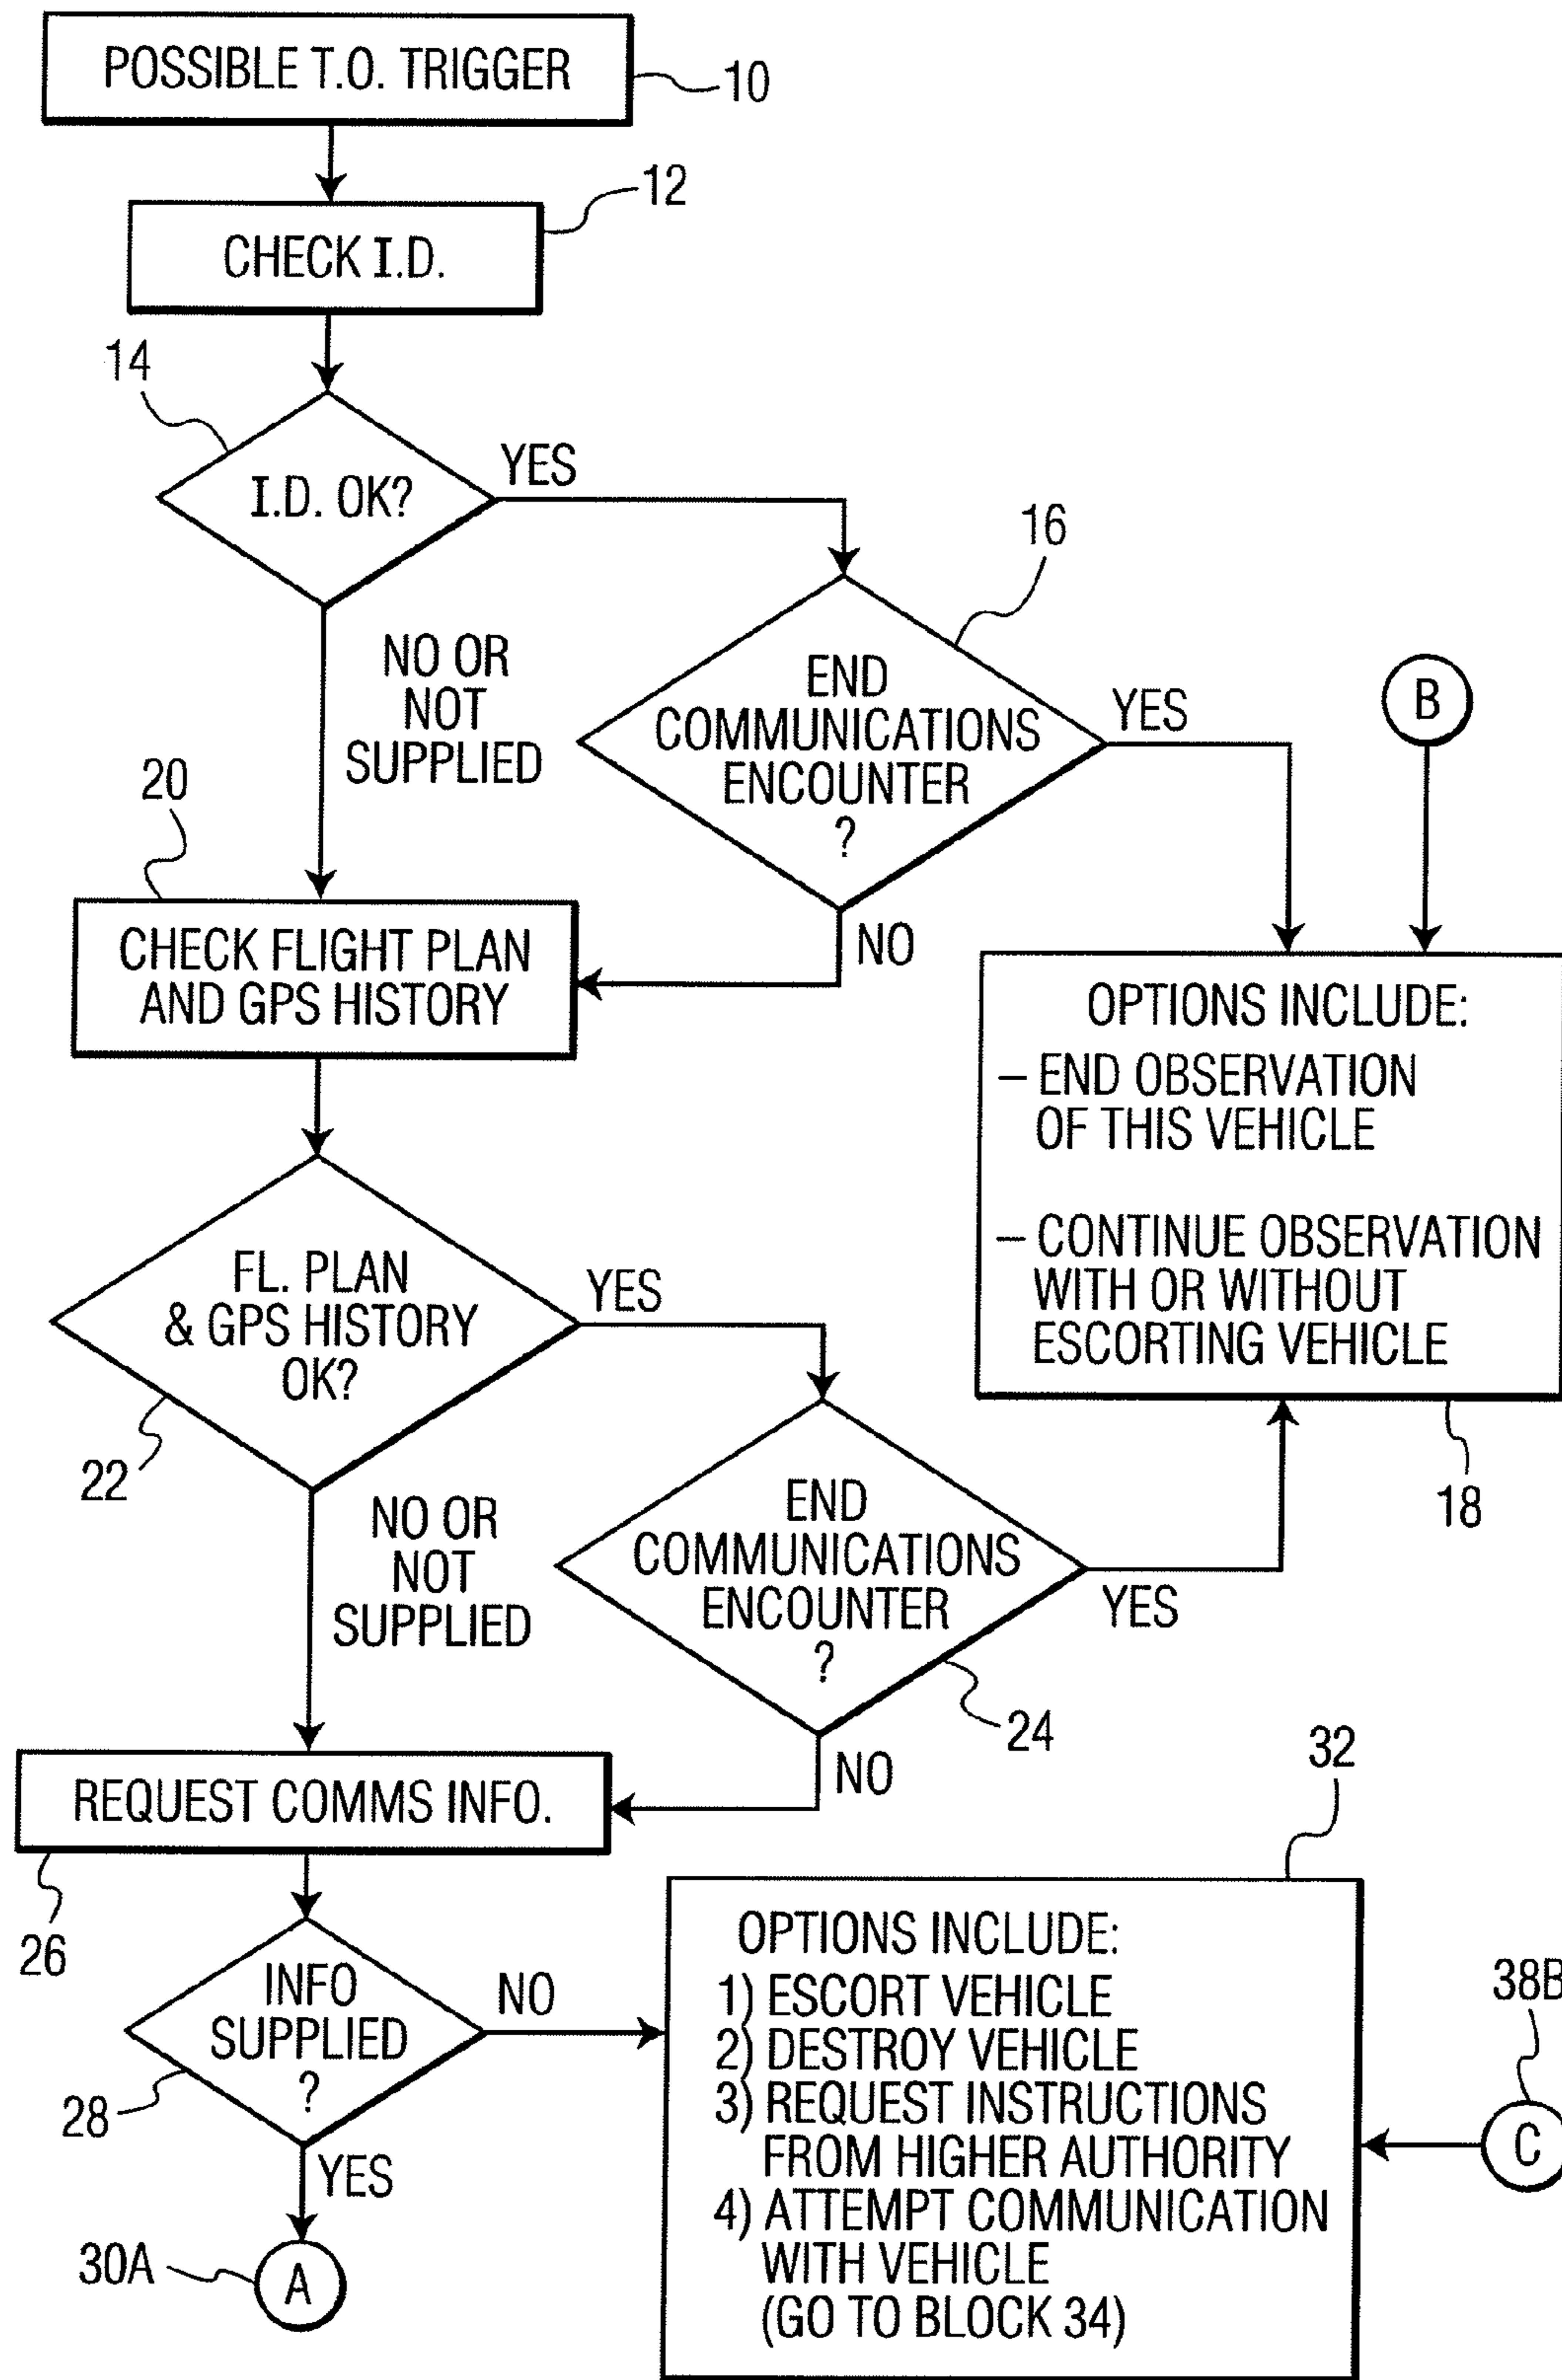 POSSIBLE T.O. TRIGGER
10
12
CHECK I.D.
14
YES
I.D. OK?
16
NO OR
NOT
SUPPLIED
END
COMMUNICATIONS
ENCOUNTER
?
YES
B
20
NO
CHECK FLIGHT PLAN
AND GPS HISTORY
OPTIONS INCLUDE:
– END OBSERVATION
OF THIS VEHICLE
– CONTINUE OBSERVATION
WITH OR WITHOUT
ESCORTING VEHICLE
FL. PLAN
& GPS HISTORY
OK?
YES
22
18
NO OR
NOT
SUPPLIED
END
COMMUNICATIONS
ENCOUNTER
?
YES
24
NO
32
REQUEST COMMS INFO.
26
INFO
SUPPLIED
?
NO
28
YES
30A
A
OPTIONS INCLUDE:
1) ESCORT VEHICLE
2) DESTROY VEHICLE
3) REQUEST INSTRUCTIONS
FROM HIGHER AUTHORITY
4) ATTEMPT COMMUNICATION
WITH VEHICLE
(GO TO BLOCK 34)
38B
C